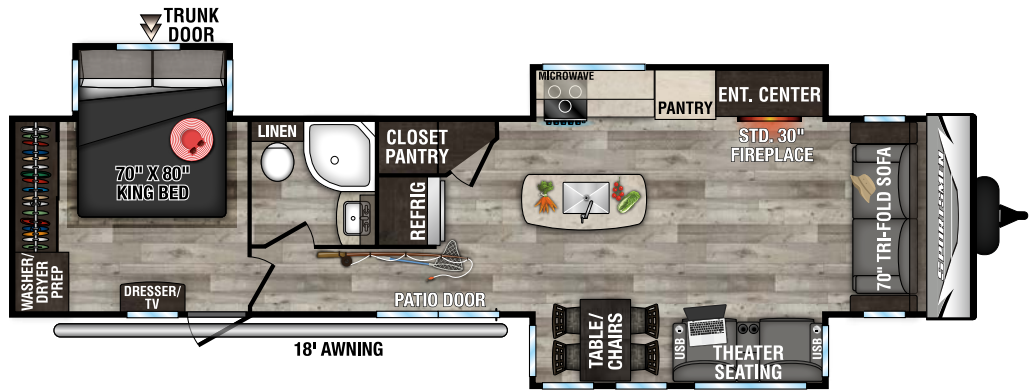 TRUNK
DOOR
MICROWAVE
PANTRY
ENT. CENTER
STD. 30"
FIREPLACE
LINEN
CLOSET
PANTRY
REFRIG
70" X 80"
KING BED
70" TRI-FOLD SOFA
SPORTSMEN
WASHER/
DRYER
PREP
DRESSER/
TV
PATIO DOOR
18' AWNING
TABLE/
CHAIRS
USB
THEATER
SEATING
USB